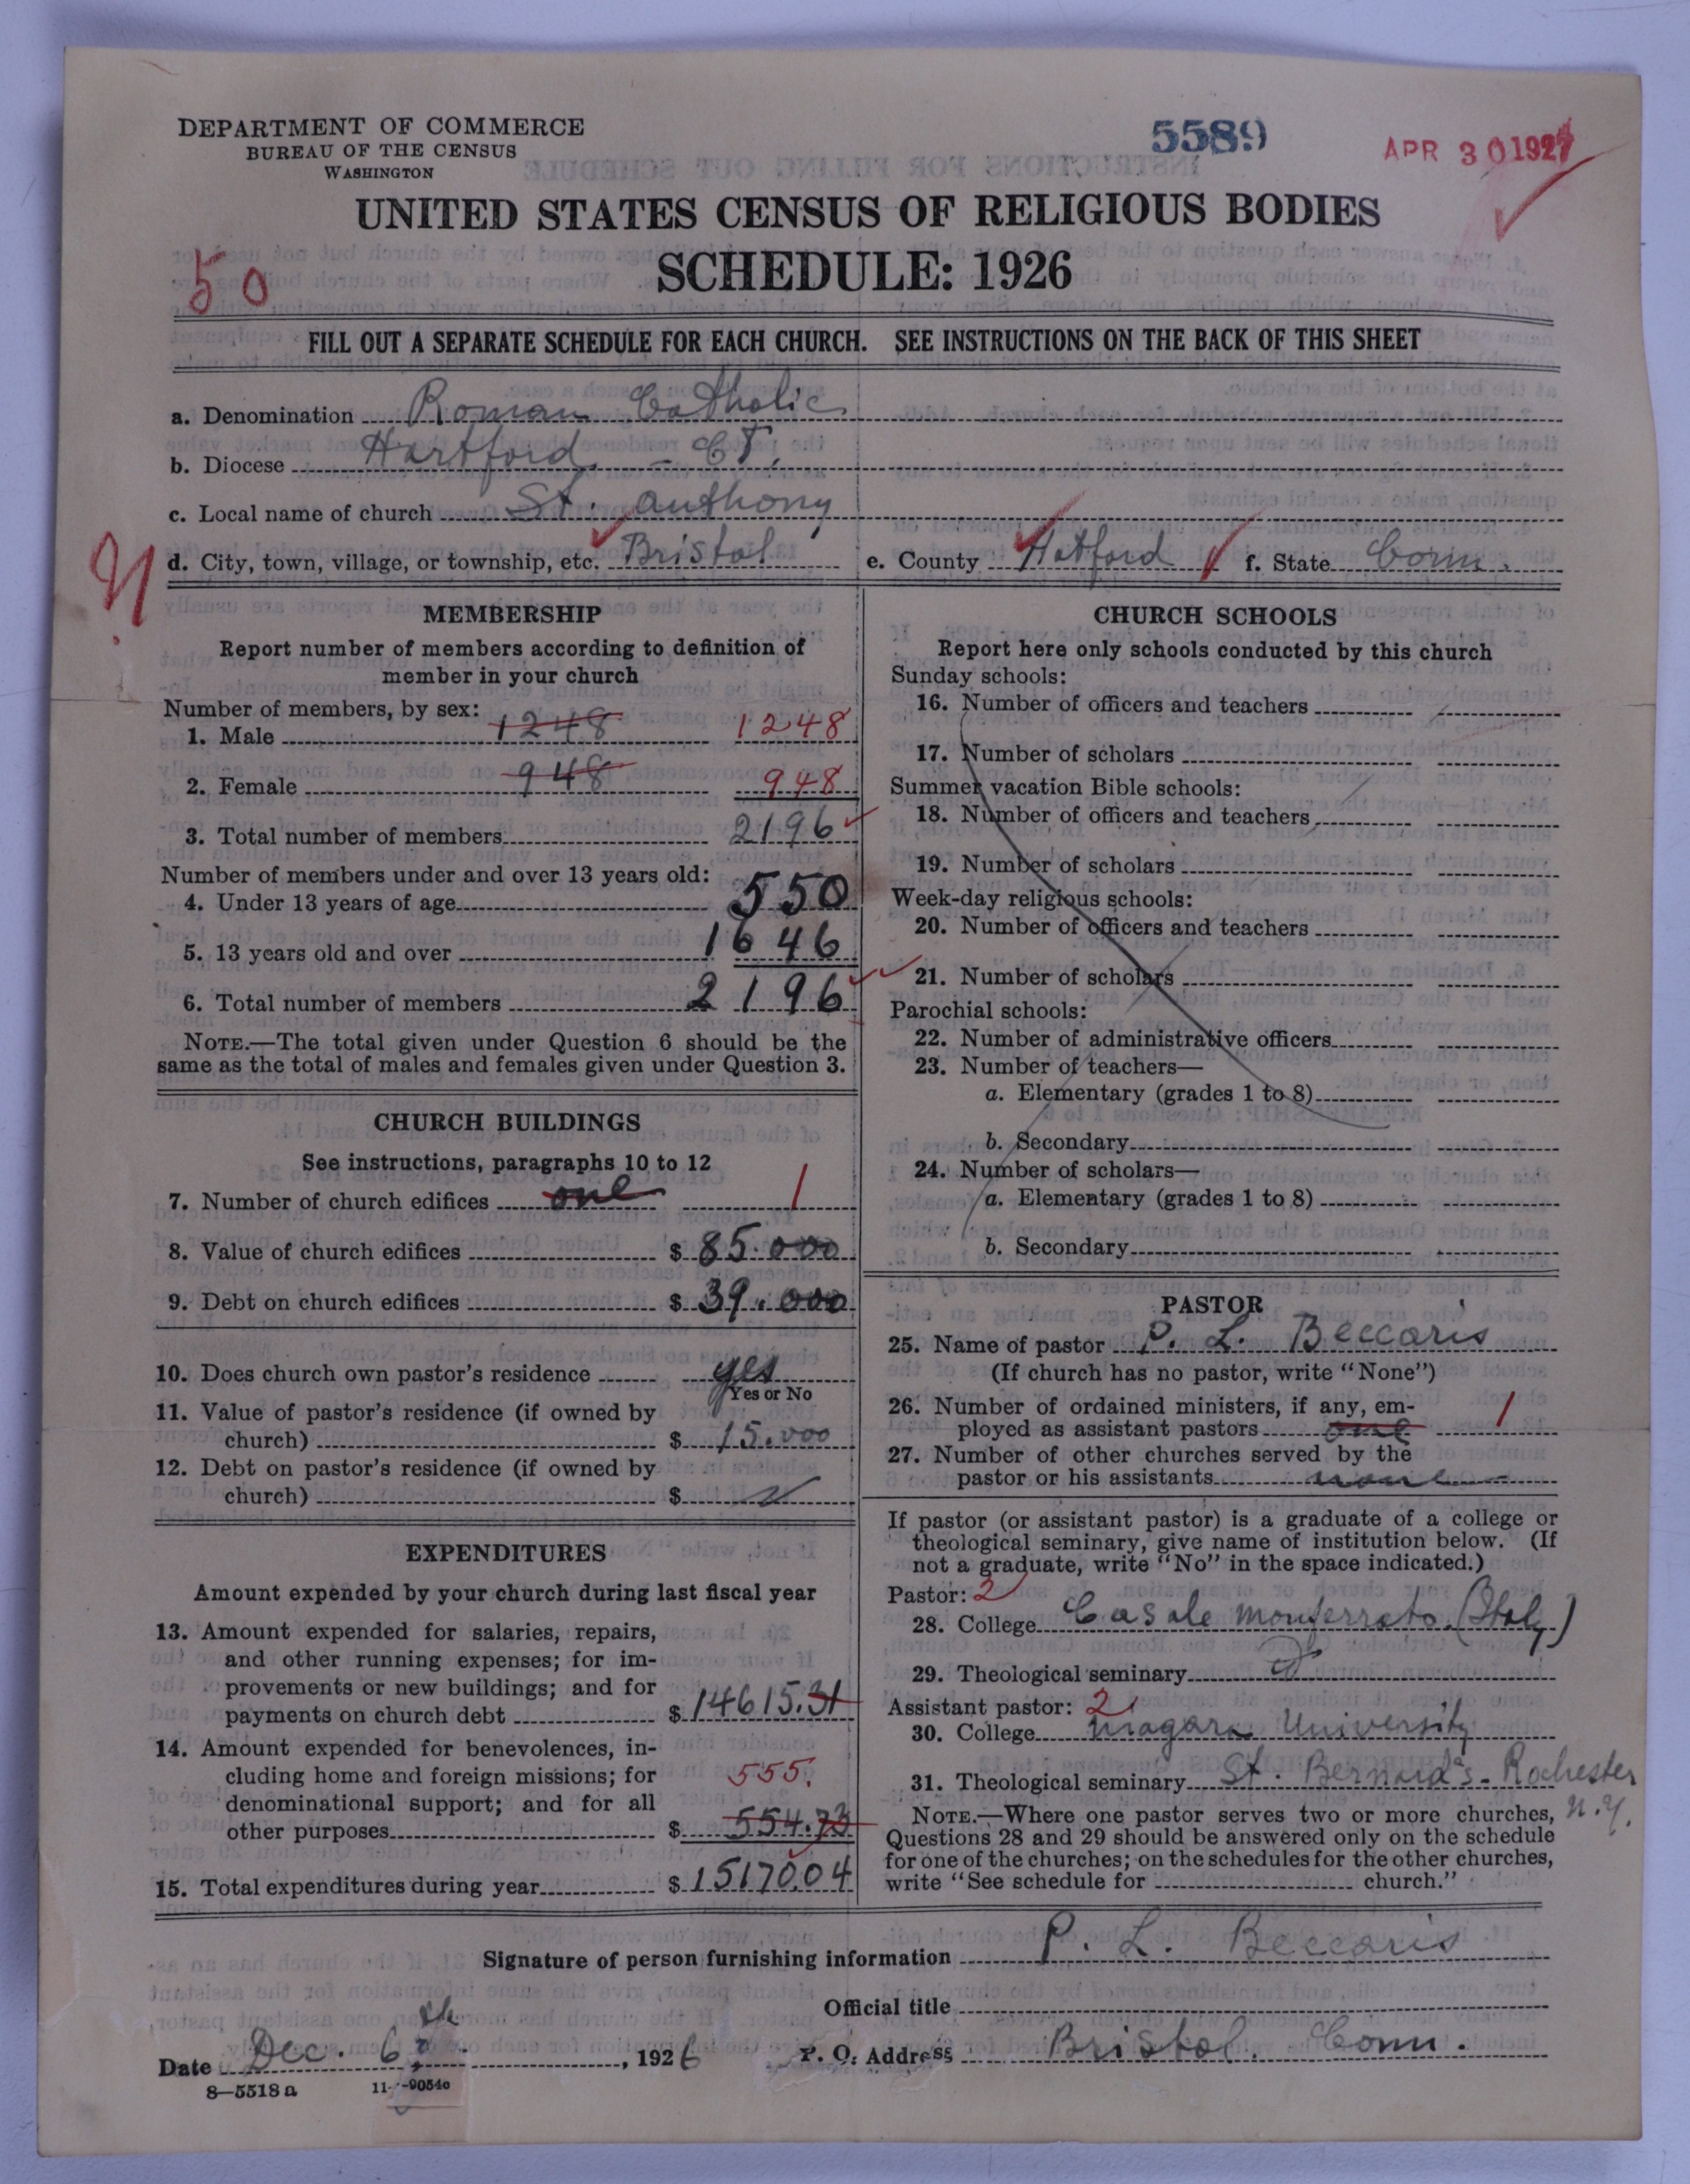 DEPARTMENT OF COMMERCE
BUREAU OF THE CENSUS
WASHINGTON
5589
APR 30 1927
UNITED STATES CENSUS OF RELIGIOUS BODIES
SCHEDULE: 1926
50
FILL OUT A SEPARATE SCHEDULE FOR EACH CHURCH. SEE INSTRUCTIONS ON THE BACK OF THIS SHEET
a. Denomination Roman Catholic
b. Diocese Hartford - CT.
c. Local name of church St. Anthony
d. City, town, village, or township, etc. Bristol e. County Hatford f. State Conn.
MEMBERSHIP
Report number of members according to definition of
member in your church
Number of members, by sex:
1. Male 1248 1248
2. Female 948 948
3. Total number of members 2196
Number of members under and over 13 years old:
4. Under 13 years of age 550
5. 13 years old and over 1646
6. Total number of members 2196
NOTE.—The total given under Question 6 should be the
same as the total of males and females given under Question 3.
CHURCH BUILDINGS
See instructions, paragraphs 10 to 12
7. Number of church edifices one 1
8. Value of church edifices $ 85.000
9. Debt on church edifices $ 39.000
10. Does church own pastor's residence yes
Yes or No
11. Value of pastor's residence (if owned by
church) $ 15.000
12. Debt on pastor's residence (if owned by
church) $
EXPENDITURES
Amount expended by your church during last fiscal year
13. Amount expended for salaries, repairs,
and other running expenses; for im-
provements or new buildings; and for
payments on church debt $ 14615.31
14. Amount expended for benevolences, in-
cluding home and foreign missions; for 555.
denominational support; and for all
other purposes $ 554.73
15. Total expenditures during year $ 15170.04
CHURCH SCHOOLS
Report here only schools conducted by this church
Sunday schools:
16. Number of officers and teachers
17. Number of scholars
Summer vacation Bible schools:
18. Number of officers and teachers
19. Number of scholars
Week-day religious schools:
20. Number of officers and teachers
21. Number of scholars
Parochial schools:
22. Number of administrative officers
23. Number of teachers—
a. Elementary (grades 1 to 8)
b. Secondary
24. Number of scholars—
a. Elementary (grades 1 to 8)
b. Secondary
PASTOR
25. Name of pastor P. L. Beccaris
(If church has no pastor, write "None")
26. Number of ordained ministers, if any, em-
ployed as assistant pastors one 1
27. Number of other churches served by the
pastor or his assistants none
If pastor (or assistant pastor) is a graduate of a college or
theological seminary, give name of institution below. (If
not a graduate, write "No" in the space indicated.)
Pastor: 2
28. College Casale Monferrato. (Italy)
29. Theological seminary
Assistant pastor: 2
30. College Niagara University
31. Theological seminary St. Bernard's - Rochester
N.Y.
NOTE.—Where one pastor serves two or more churches,
Questions 28 and 29 should be answered only on the schedule
for one of the churches; on the schedules for the other churches,
write "See schedule for church."
Signature of person furnishing information P. L. Beccaris
Official title
Date Dec. 6th, 1926 P. O. Address Bristol. Conn.
8—5518 a 11-9054o